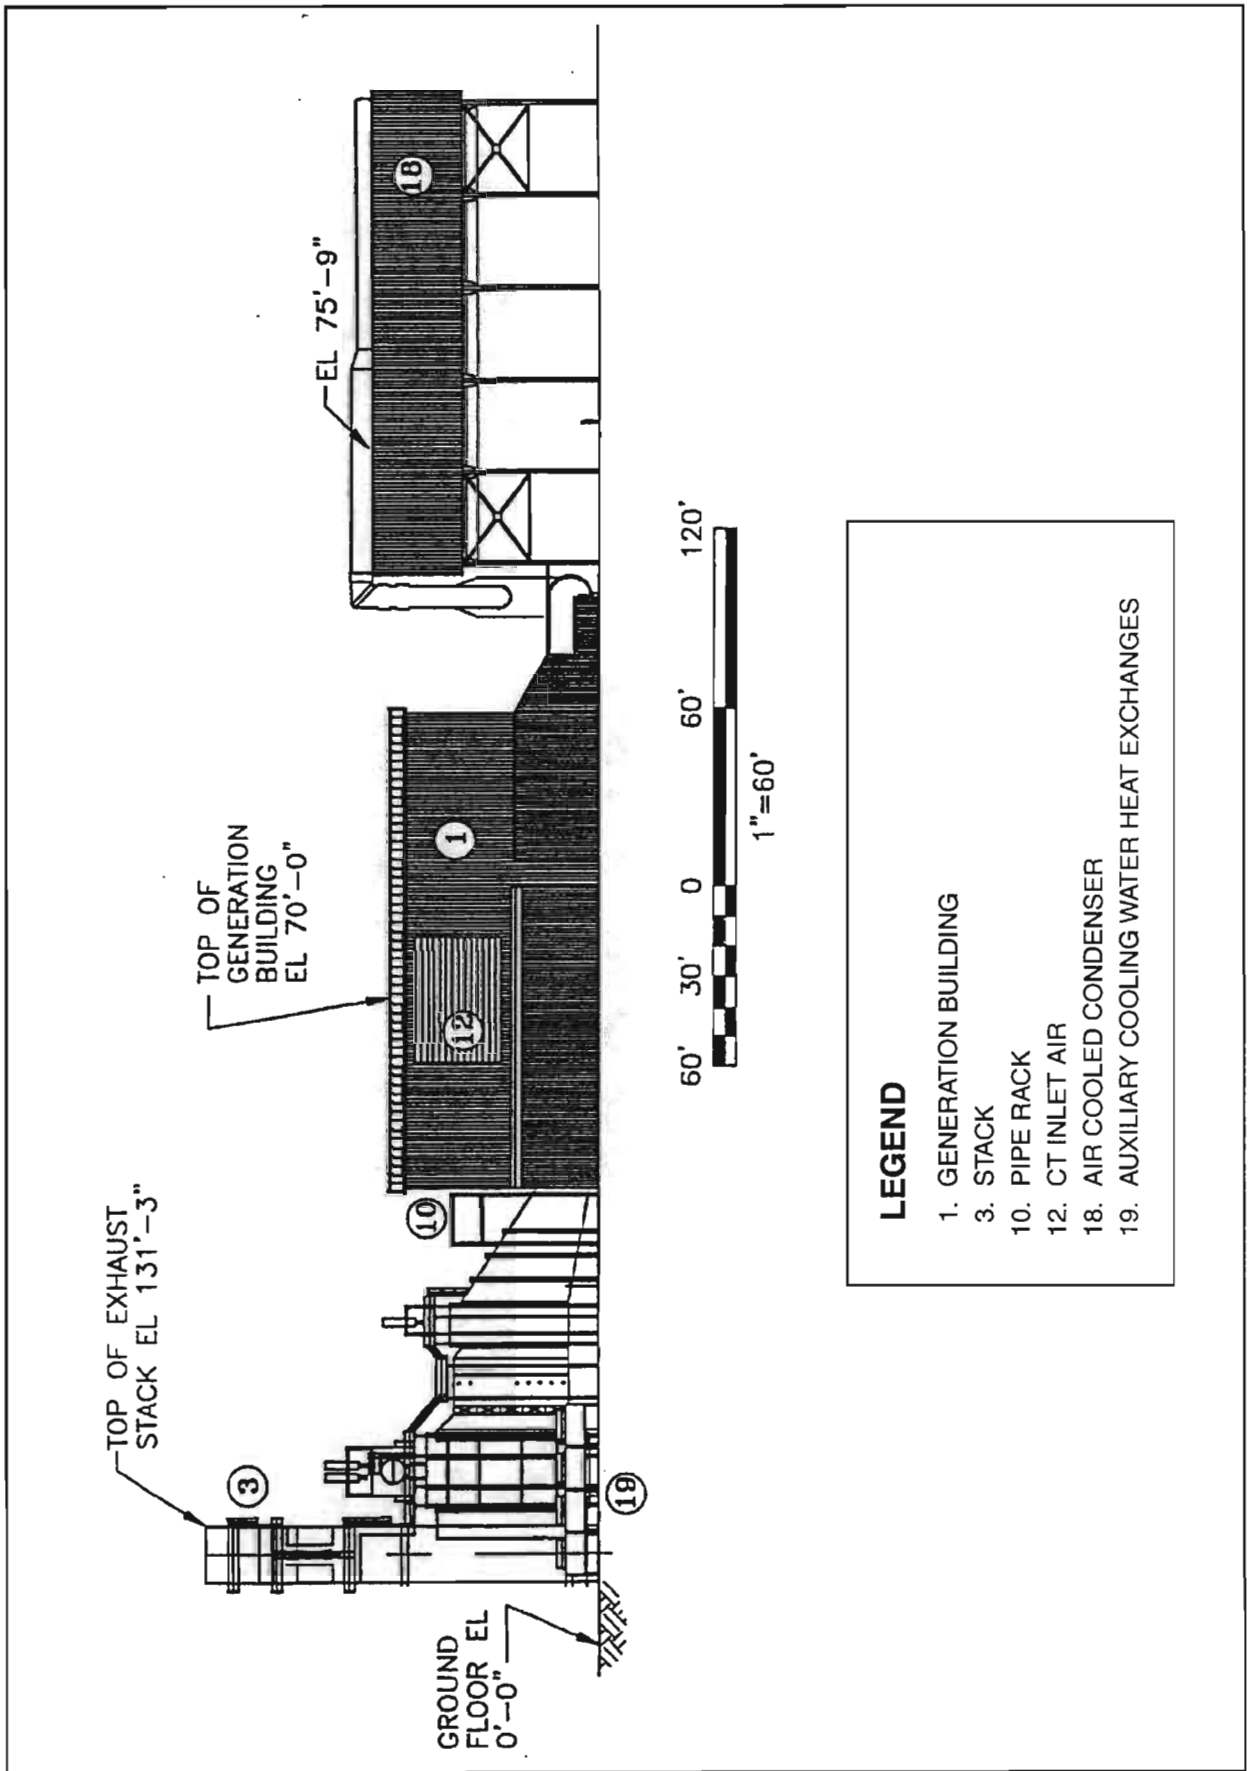 TOP OF EXHAUST
STACK EL 131'-3"
3
TOP OF
GENERATION
BUILDING
EL 70'-0"
EL 75'-9"
18
10
12
1
GROUND
FLOOR EL
0'-0"
19
60' 30' 0 60' 120'
1"=60'
LEGEND
1. GENERATION BUILDING
3. STACK
10. PIPE RACK
12. CT INLET AIR
18. AIR COOLED CONDENSER
19. AUXILIARY COOLING WATER HEAT EXCHANGES